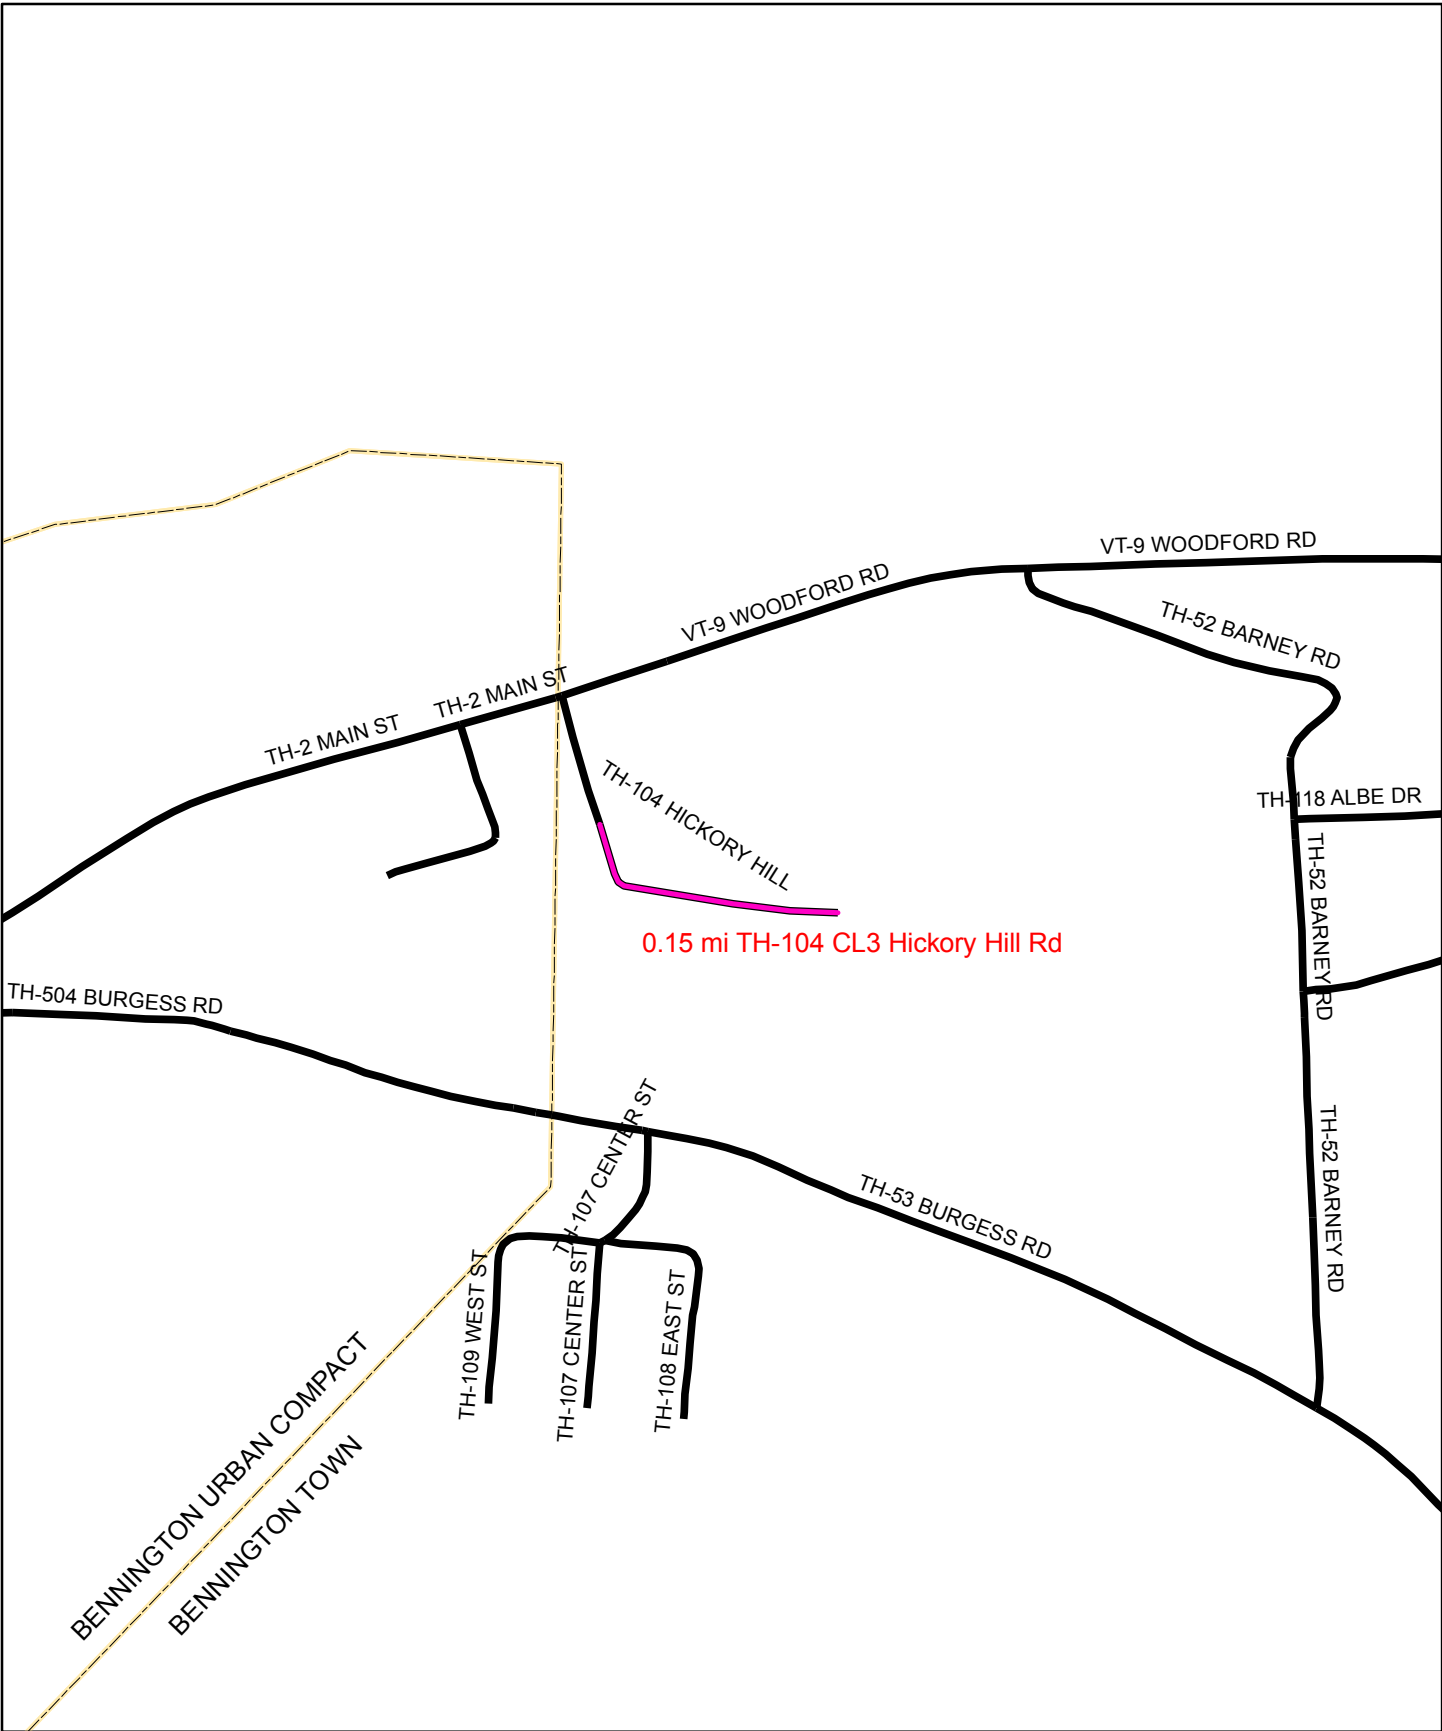 VT-9 WOODFORD RD
VT-9 WOODFORD RD
TH-52 BARNEY RD
TH-2 MAIN ST
TH-2 MAIN ST
TH-104 HICKORY HILL
TH-118 ALBE DR
0.15 mi TH-104 CL3 Hickory Hill Rd
TH-52 BARNEY RD
TH-504 BURGESS RD
TH-107 CENTER ST
TH-53 BURGESS RD
TH-52 BARNEY RD
TH-109 WEST ST
TH-107 CENTER ST
TH-108 EAST ST
BENNINGTON URBAN COMPACT
BENNINGTON TOWN